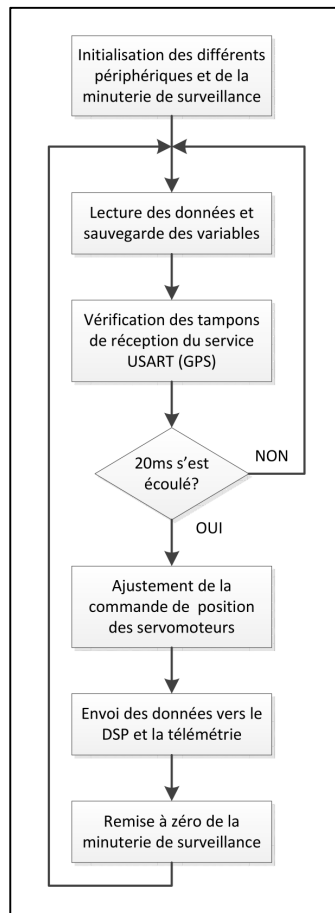 Initialisation des différents
périphériques et de la
minuterie de surveillance
Lecture des données et
sauvegarde des variables
Vérification des tampons
de réception du service
USART (GPS)
20ms s’est
écoulé?
NON
OUI
Ajustement de la
commande de position
des servomoteurs
Envoi des données vers le
DSP et la télémétrie
Remise à zéro de la
minuterie de surveillance